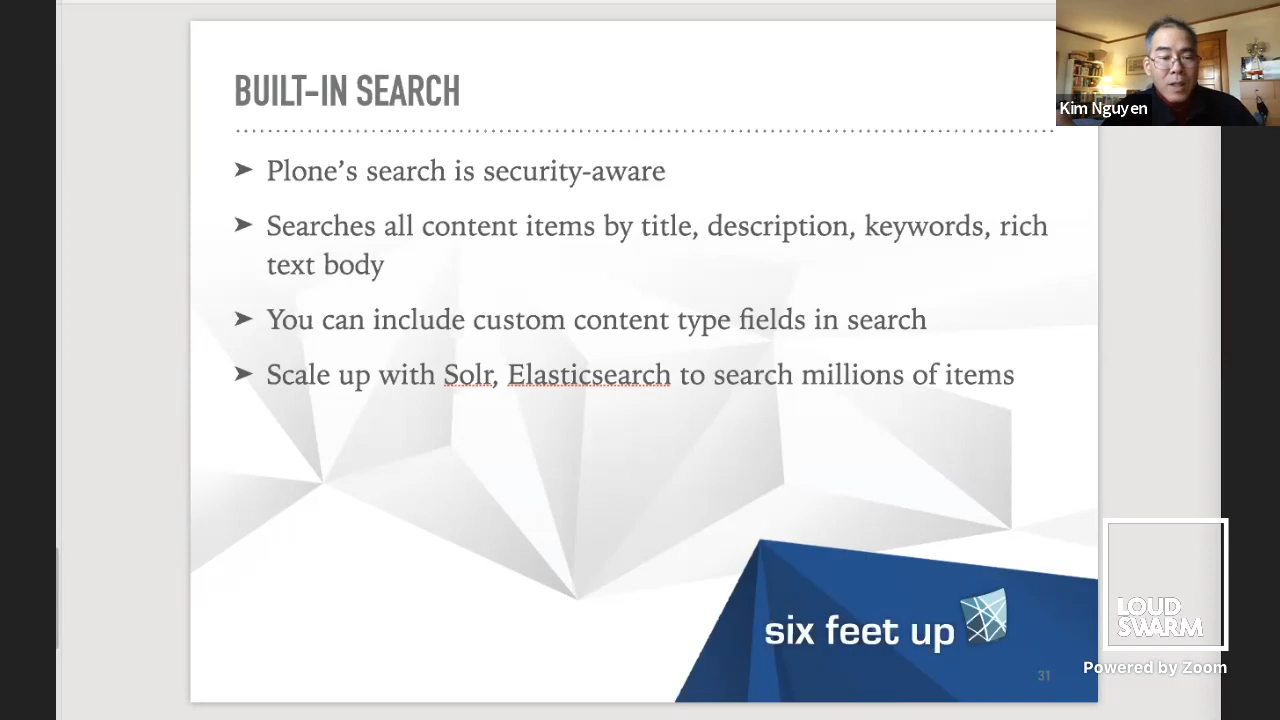 BUILT-IN SEARCH
Kim Nguyen
➤ Plone’s search is security-aware
➤ Searches all content items by title, description, keywords, rich
text body
➤ You can include custom content type fields in search
➤ Scale up with Solr, Elasticsearch to search millions of items
six feet up
31
LOUD
SWARM
Powered by Zoom